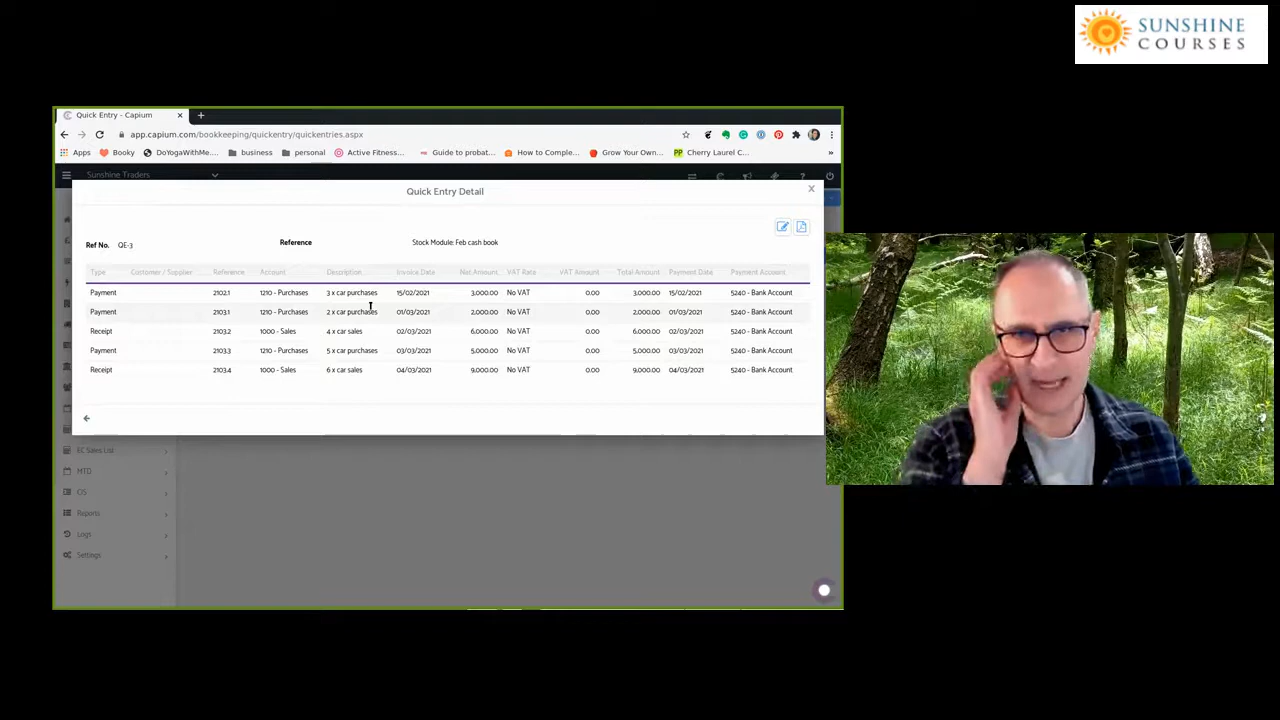 SUNSHINE
COURSES
Quick Entry - Capium
app.capium.com/bookkeeping/quickentry/quickentries.aspx
Apps Booky DoYogaWithMe.... business personal Active Fitness... Guide to probat... How to Comple... Grow Your Own... PP Cherry Laurel C... »
Sunshine Traders
Quick Entry Detail X
Ref No. QE-3 Reference Stock Module: Feb cash book
Type Customer / Supplier Reference Account Description Invoice Date Net Amount VAT Rate VAT Amount Total Amount Payment Date Payment Account
Payment 2102.1 1210 - Purchases 3 x car purchases 15/02/2021 3,000.00 No VAT 0.00 3,000.00 15/02/2021 5240 - Bank Account
Payment 2103.1 1210 - Purchases 2 x car purchases 01/03/2021 2,000.00 No VAT 0.00 2,000.00 01/03/2021 5240 - Bank Account
Receipt 2103.2 1000 - Sales 4 x car sales 02/03/2021 6,000.00 No VAT 0.00 6,000.00 02/03/2021 5240 - Bank Account
Payment 2103.3 1210 - Purchases 5 x car purchases 03/03/2021 5,000.00 No VAT 0.00 5,000.00 03/03/2021 5240 - Bank Account
Receipt 2103.4 1000 - Sales 6 x car sales 04/03/2021 9,000.00 No VAT 0.00 9,000.00 04/03/2021 5240 - Bank Account
EC Sales List
MTD
CIS
Reports
Logs
Settings